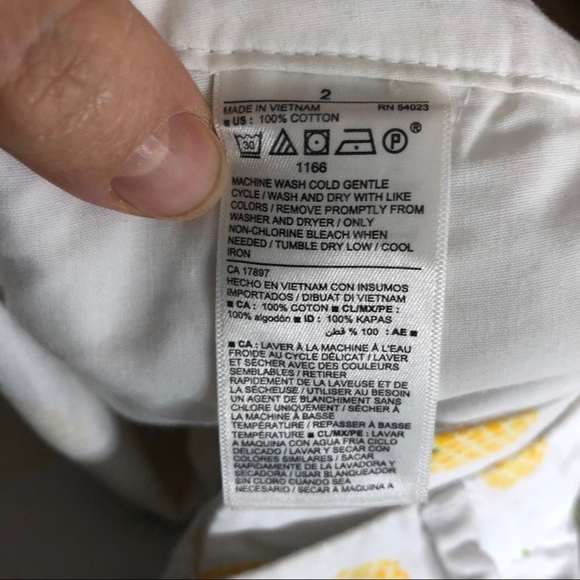 2
MADE IN VIETNAM RN 54023
■ US : 100% COTTON
30 P ®
1166
MACHINE WASH COLD GENTLE
CYCLE / WASH AND DRY WITH LIKE
COLORS / REMOVE PROMPTLY FROM
WASHER AND DRYER / ONLY
NON-CHLORINE BLEACH WHEN
NEEDED / TUMBLE DRY LOW / COOL
IRON
CA 17897
HECHO EN VIETNAM CON INSUMOS
IMPORTADOS / DIBUAT DI VIETNAM
■ CA : 100% COTON ■ CL/MX/PE :
100% algodón ■ ID : 100% KAPAS
■ AE : 100 % قطن
■ CA : LAVER À LA MACHINE À L'EAU
FROIDE AU CYCLE DÉLICAT / LAVER
ET SÉCHER AVEC DES COULEURS
SEMBLABLES / RETIRER
RAPIDEMENT DE LA LAVEUSE ET DE
LA SÉCHEUSE / UTILISER AU BESOIN
UN AGENT DE BLANCHIMENT SANS
CHLORE UNIQUEMENT / SÉCHER À
LA MACHINE À BASSE
TEMPÉRATURE / REPASSER À BASSE
TEMPÉRATURE ■ CL/MX/PE : LAVAR
A MAQUINA CON AGUA FRIA CICLO
DELICADO / LAVAR Y SECAR CON
COLORES SIMILARES / SACAR
RAPIDAMENTE DE LA LAVADORA Y
SECADORA / USAR BLANQUEADOR
SIN CLORO CUANDO SEA
NECESARIO / SECAR A MAQUINA A